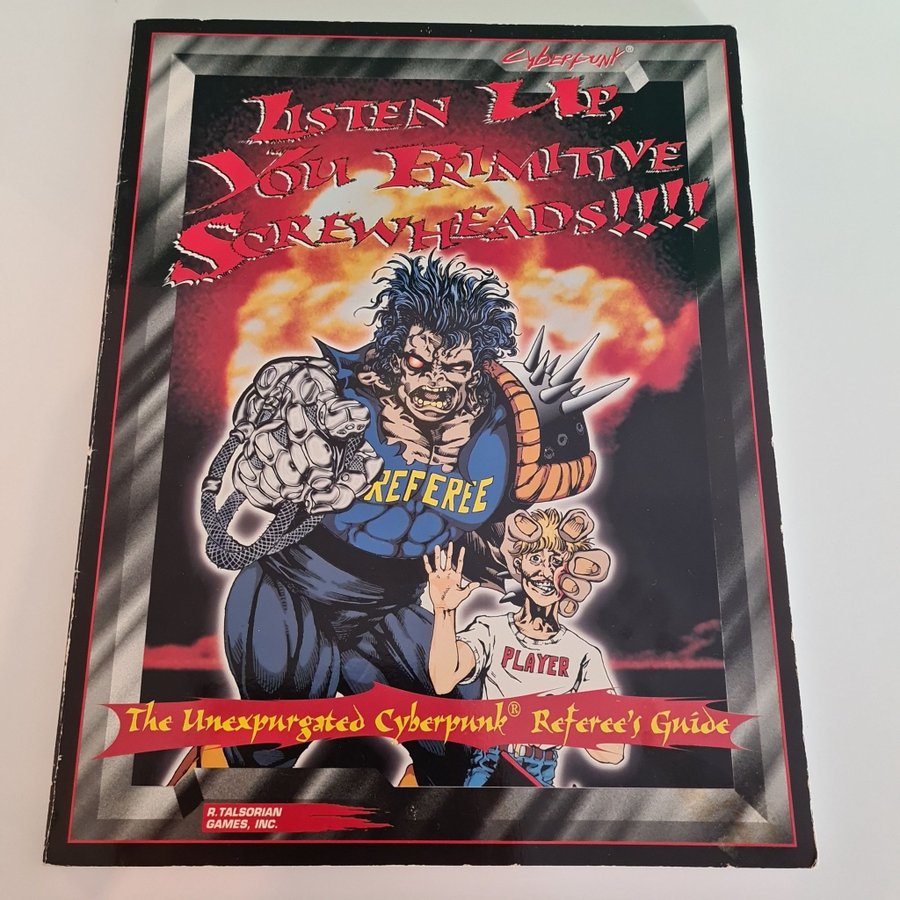 CYBERPUNK®
LISTEN UP,
YOU PRIMITIVE
SCREWHEADS!!!!
REFEREE
PLAYER
The Unexpurgated Cyberpunk® Referee's Guide
R.TALSORIAN
GAMES, INC.